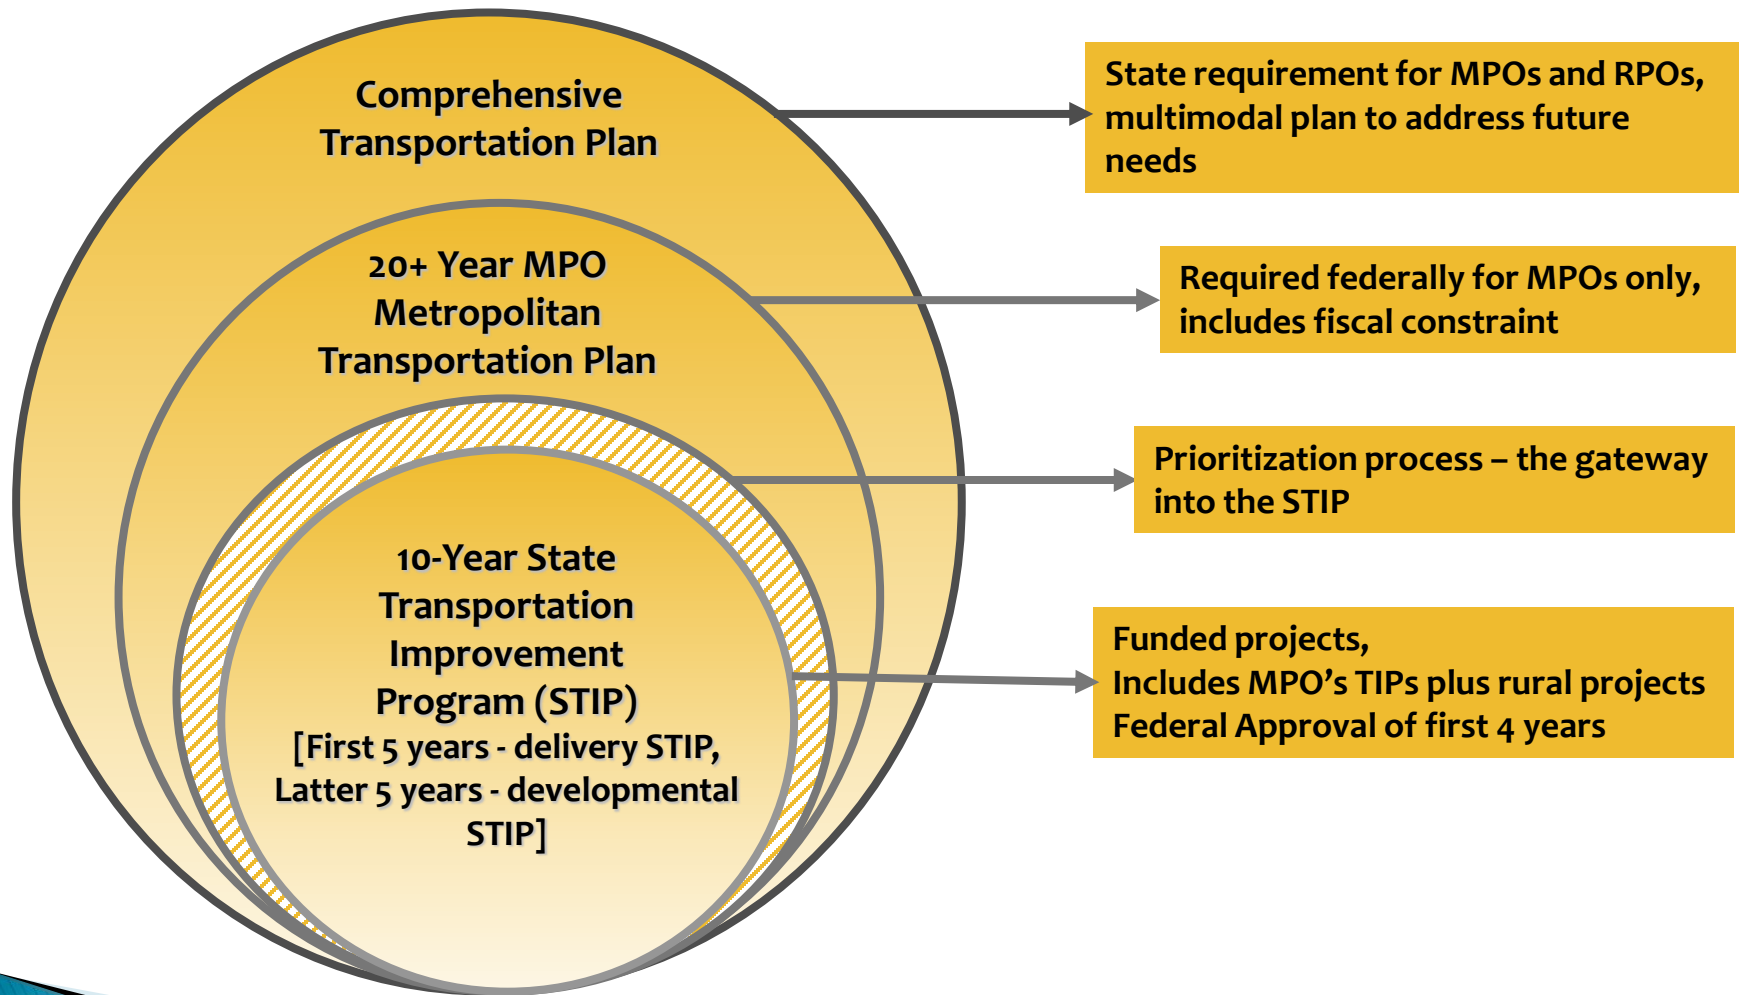 Comprehensive
Transportation Plan
State requirement for MPOs and RPOs,
multimodal plan to address future
needs
20+ Year MPO
Metropolitan
Transportation Plan
Required federally for MPOs only,
includes fiscal constraint
Prioritization process – the gateway
into the STIP
10-Year State
Transportation
Improvement
Program (STIP)
[First 5 years - delivery STIP,
Latter 5 years - developmental
STIP]
Funded projects,
Includes MPO’s TIPs plus rural projects
Federal Approval of first 4 years